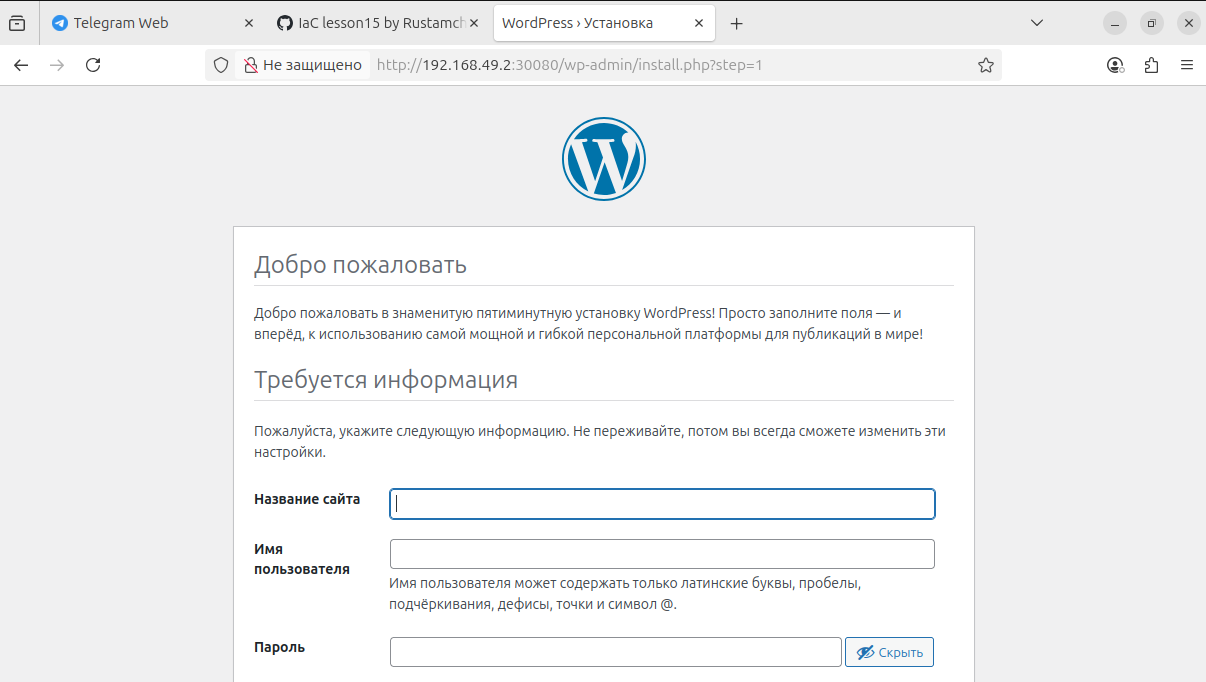 Telegram Web
IaC lesson15 by Rustamch
WordPress › Установка
Не защищено
http://192.168.49.2:30080/wp-admin/install.php?step=1
Добро пожаловать
Добро пожаловать в знаменитую пятиминутную установку WordPress! Просто заполните поля — и
вперёд, к использованию самой мощной и гибкой персональной платформы для публикаций в мире!
Требуется информация
Пожалуйста, укажите следующую информацию. Не переживайте, потом вы всегда сможете изменить эти
настройки.
Название сайта
Имя
пользователя
Имя пользователя может содержать только латинские буквы, пробелы,
подчёркивания, дефисы, точки и символ @.
Пароль
Скрыть